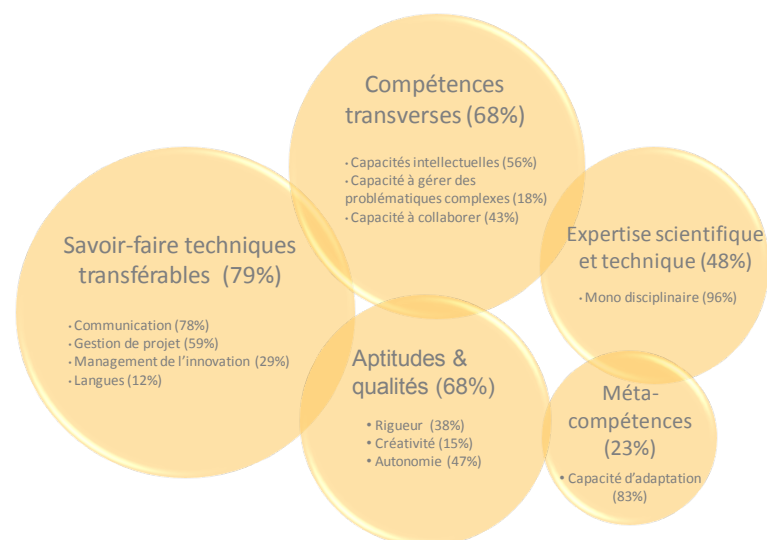 Compétences
transverses (68%)
· Capacités intellectuelles (56%)
· Capacité à gérer des
problématiques complexes (18%)
· Capacité à collaborer (43%)
Savoir-faire techniques
transférables (79%)
· Communication (78%)
· Gestion de projet (59%)
· Management de l’innovation (29%)
· Langues (12%)
Expertise scientifique
et technique (48%)
· Mono disciplinaire (96%)
Aptitudes &
qualités (68%)
• Rigueur (38%)
• Créativité (15%)
• Autonomie (47%)
Méta-
compétences
(23%)
• Capacité d’adaptation
(83%)